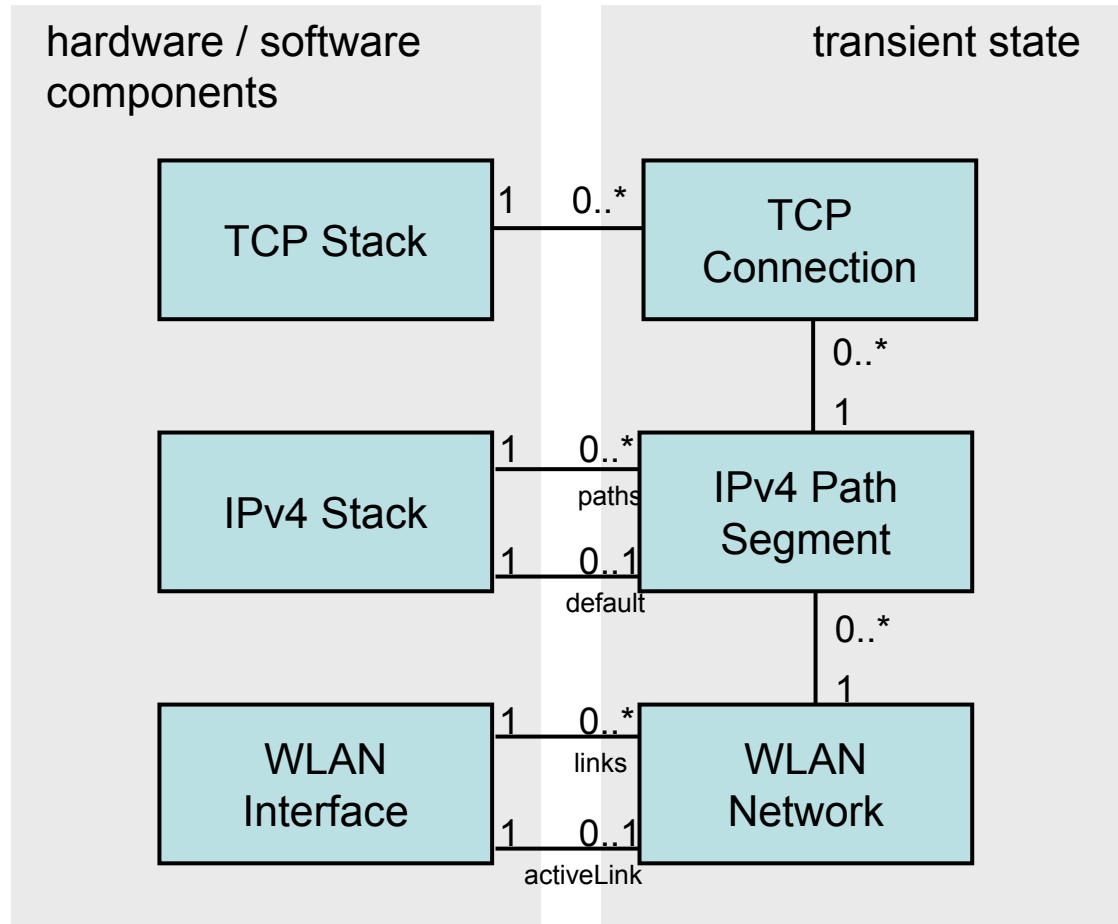 hardware / software
components
transient state
TCP Stack
1
0..*
TCP
Connection
0..*
1
IPv4 Stack
1
0..*
paths
1
0..1
default
IPv4 Path
Segment
0..*
1
WLAN
Interface
1
0..*
links
1
0..1
activeLink
WLAN
Network